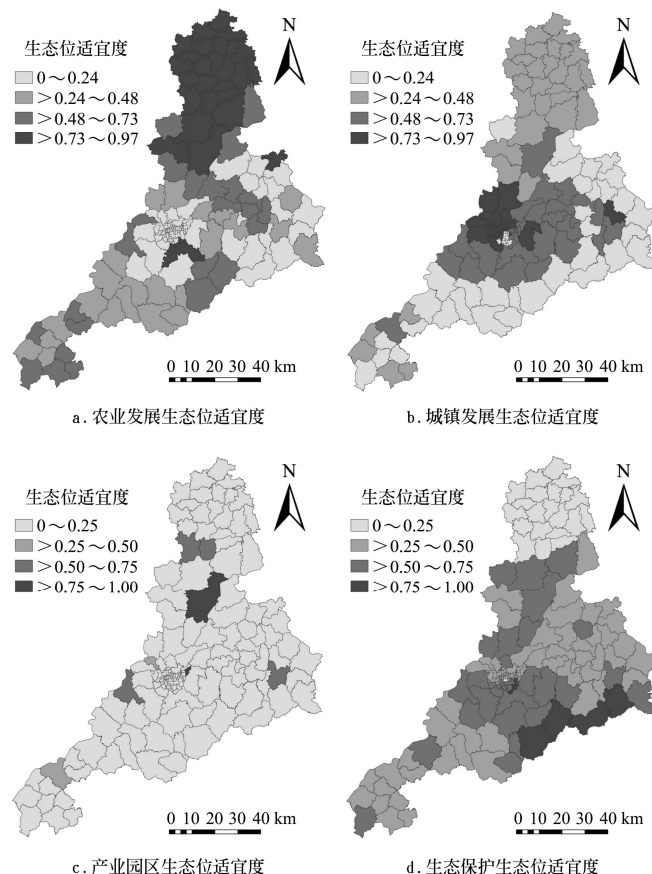 N
生态位适宜度
0～0.24
＞0.24～0.48
＞0.48～0.73
＞0.73～0.97
0 10 20 30 40 km
a.农业发展生态位适宜度
N
生态位适宜度
0～0.24
＞0.24～0.48
＞0.48～0.73
＞0.73～0.97
0 10 20 30 40 km
b.城镇发展生态位适宜度
N
生态位适宜度
0～0.25
＞0.25～0.50
＞0.50～0.75
＞0.75～1.00
0 10 20 30 40 km
c.产业园区生态位适宜度
N
生态位适宜度
0～0.25
＞0.25～0.50
＞0.50～0.75
＞0.75～1.00
0 10 20 30 40 km
d.生态保护生态位适宜度